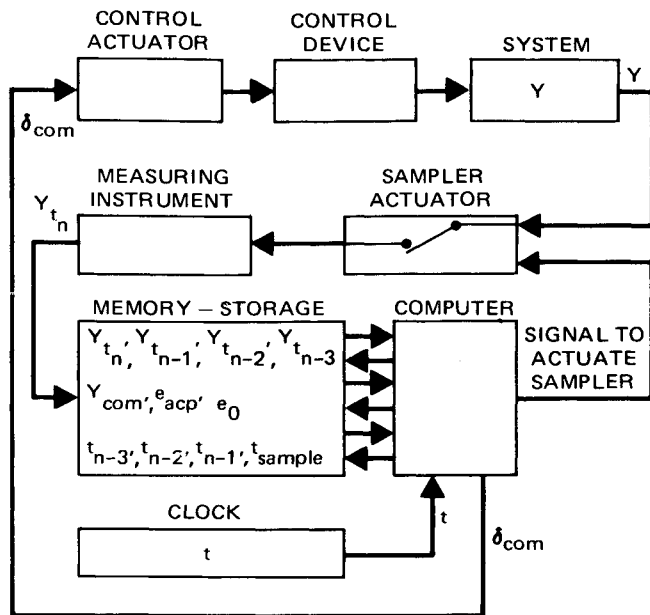 CONTROL ACTUATOR
CONTROL DEVICE
SYSTEM
Y
Y
δcom
MEASURING INSTRUMENT
SAMPLER ACTUATOR
Ytn
MEMORY – STORAGE
COMPUTER
Ytn, Ytn–1, Ytn–2, Ytn–3
SIGNAL TO ACTUATE SAMPLER
Ycom, eacp, e0
tn–3, tn–2, tn–1, tsample
CLOCK
t
t
δcom